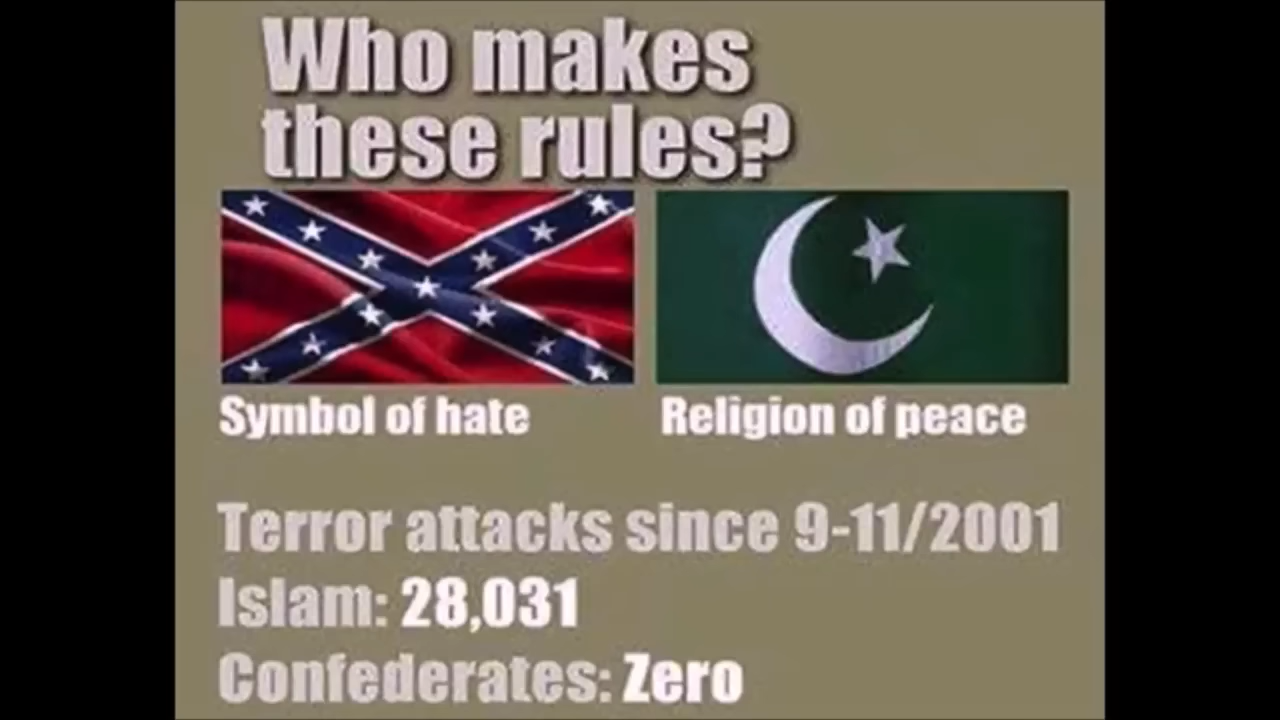 Who makes
these rules?
Symbol of hate
Religion of peace
Terror attacks since 9-11/2001
Islam: 28,031
Confederates: Zero